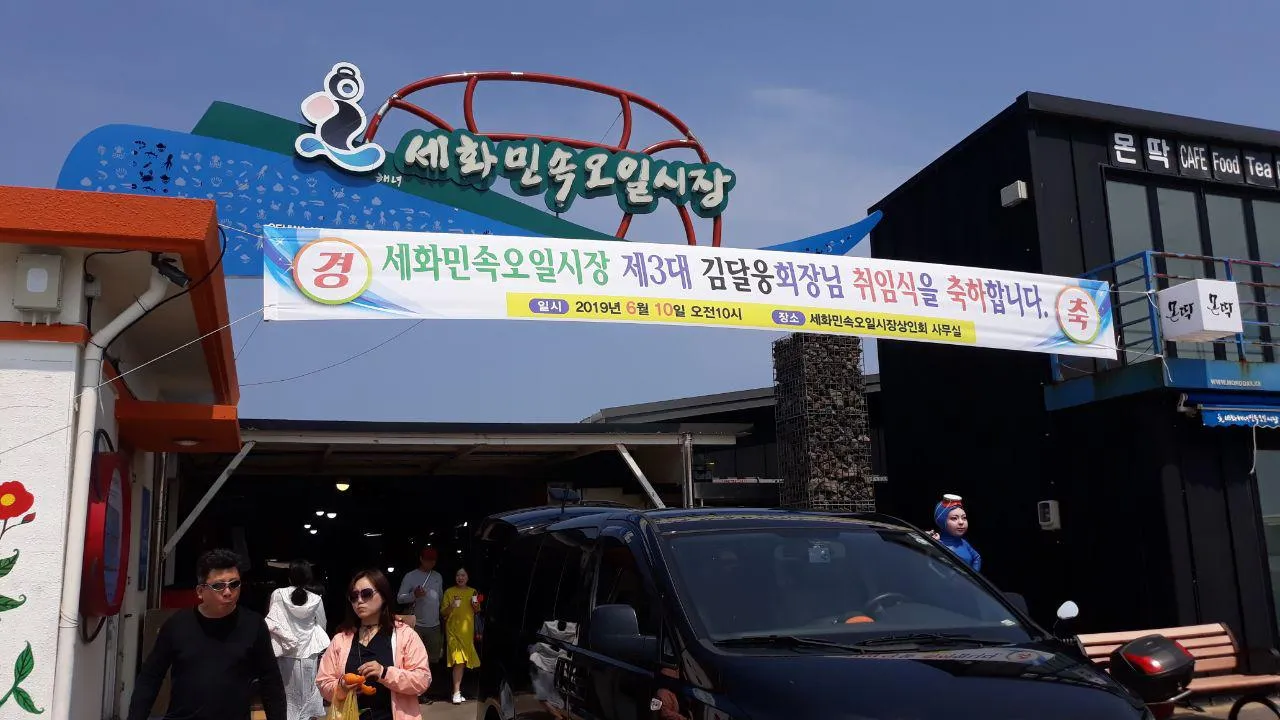 세화민속오일시장
해녀
경 세화민속오일시장 제3대 김달웅회장님 취임식을 축하합니다. 축
일시 2019년 6월 10일 오전10시 장소 세화민속오일시장상인회 사무실
몬딱 CAFE Food Tea
몬딱 몬딱